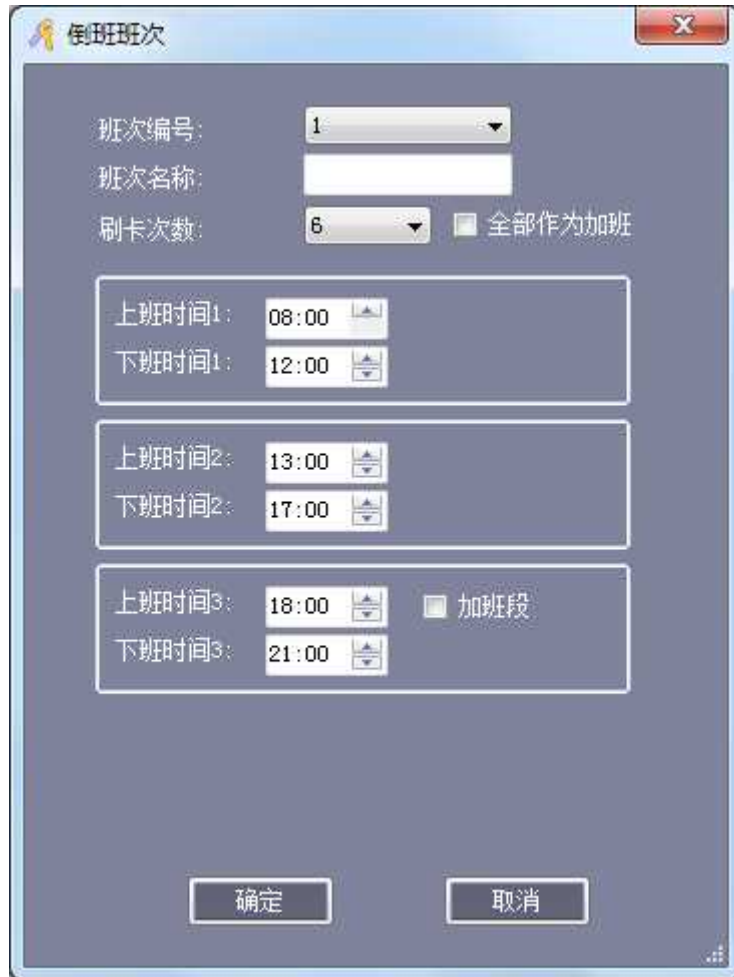 倒班班次
班次编号: 1
班次名称:
刷卡次数: 6 全部作为加班
上班时间1: 08:00
下班时间1: 12:00
上班时间2: 13:00
下班时间2: 17:00
上班时间3: 18:00 加班段
下班时间3: 21:00
确定 取消